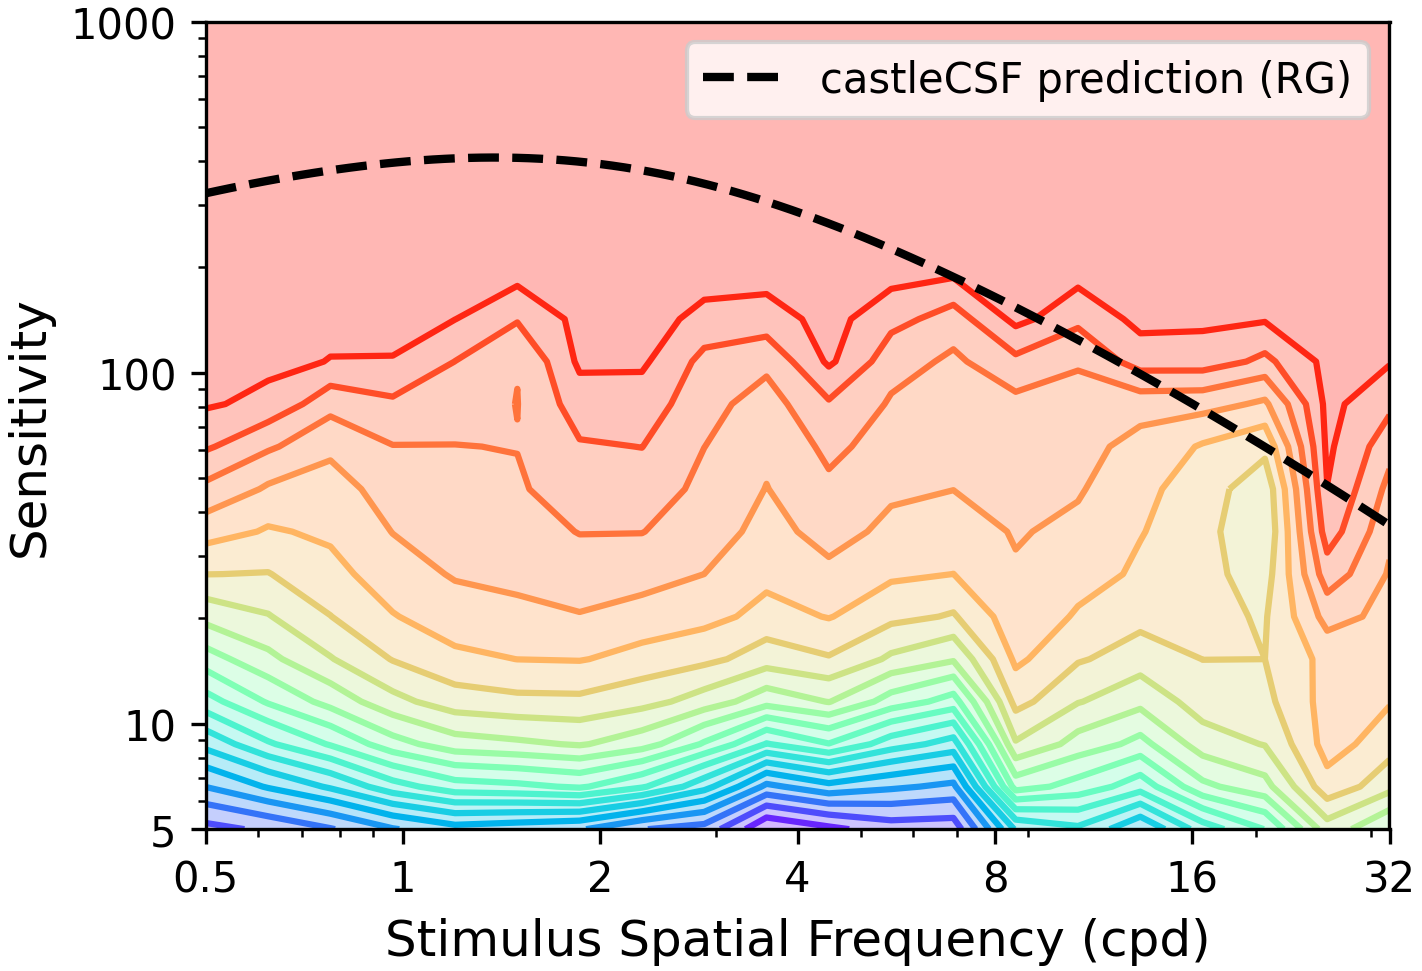 1000
castleCSF prediction (RG)
Sensitivity
100
10
5
0.5 1 2 4 8 16 32
Stimulus Spatial Frequency (cpd)